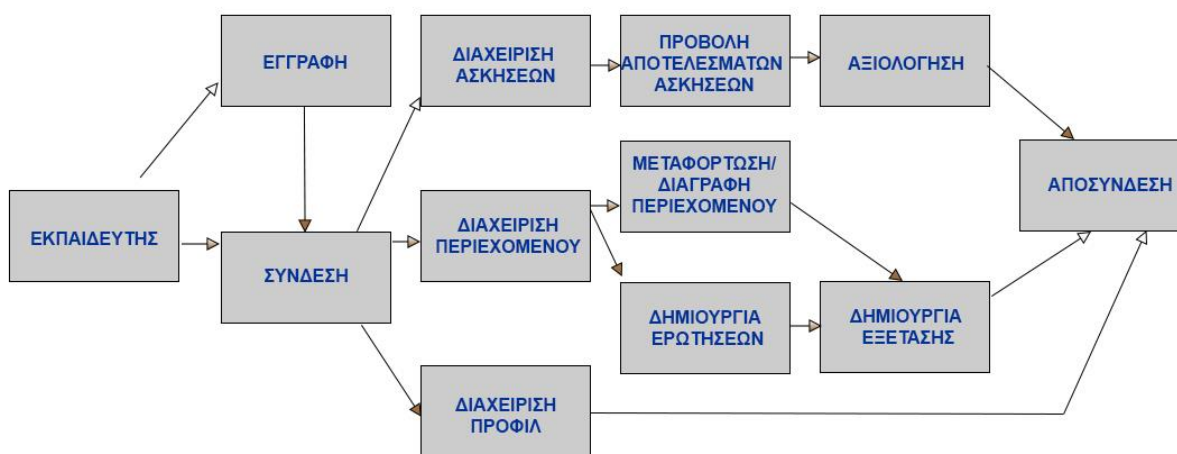 ΕΓΓΡΑΦΗ
ΔΙΑΧΕΙΡΙΣΗ
ΑΣΚΗΣΕΩΝ
ΠΡΟΒΟΛΗ
ΑΠΟΤΕΛΕΣΜΑΤΩΝ
ΑΣΚΗΣΕΩΝ
ΑΞΙΟΛΟΓΗΣΗ
ΕΚΠΑΙΔΕΥΤΗΣ
ΣΥΝΔΕΣΗ
ΔΙΑΧΕΙΡΙΣΗ
ΠΕΡΙΕΧΟΜΕΝΟΥ
ΜΕΤΑΦΟΡΤΩΣΗ/
ΔΙΑΓΡΑΦΗ
ΠΕΡΙΕΧΟΜΕΝΟΥ
ΑΠΟΣΥΝΔΕΣΗ
ΔΗΜΙΟΥΡΓΙΑ
ΕΡΩΤΗΣΕΩΝ
ΔΗΜΙΟΥΡΓΙΑ
ΕΞΕΤΑΣΗΣ
ΔΙΑΧΕΙΡΙΣΗ
ΠΡΟΦΙΛ